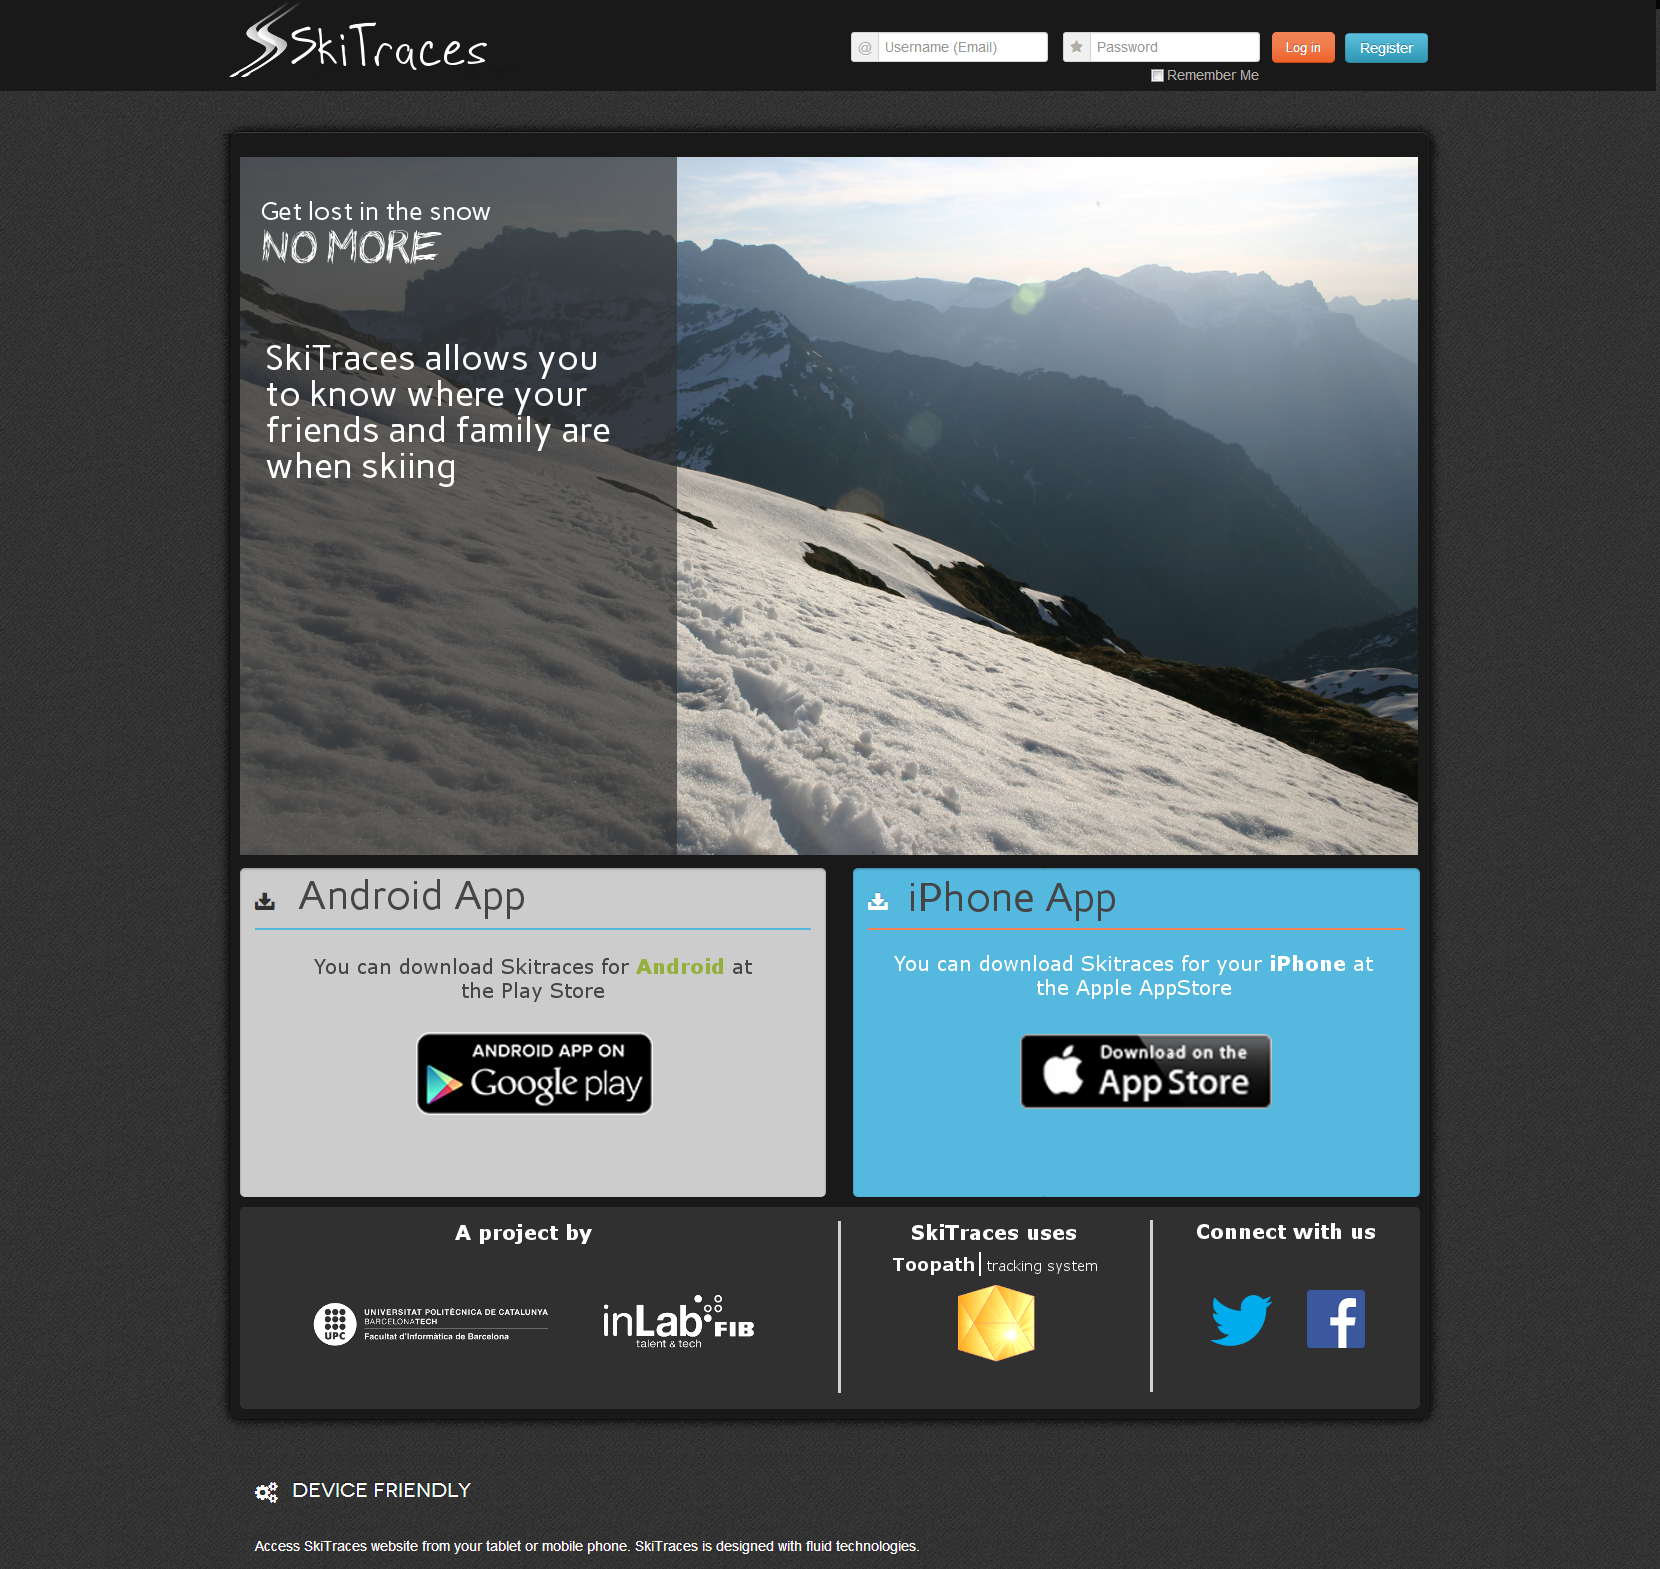 SkiTraces
@ Username (Email)
Password
Log in
Register
Remember Me
Get lost in the snow
NO MORE
SkiTraces allows you
to know where your
friends and family are
when skiing
Android App
You can download Skitraces for Android at
the Play Store
ANDROID APP ON
Google play
iPhone App
You can download Skitraces for your iPhone at
the Apple AppStore
Download on the
App Store
A project by
UPC
UNIVERSITAT POLITÈCNICA DE CATALUNYA
BARCELONATECH
Facultat d'Informàtica de Barcelona
inLab FIB
talent & tech
SkiTraces uses
Toopath tracking system
Connect with us
DEVICE FRIENDLY
Access SkiTraces website from your tablet or mobile phone. SkiTraces is designed with fluid technologies.